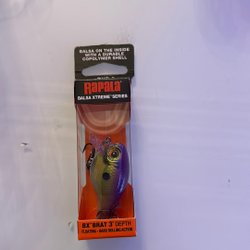 BALSA ON THE INSIDE
WITH A DURABLE
COPOLYMER SHELL
RAPALA
BALSA XTREME SERIES
BX BRAT 3' DEPTH